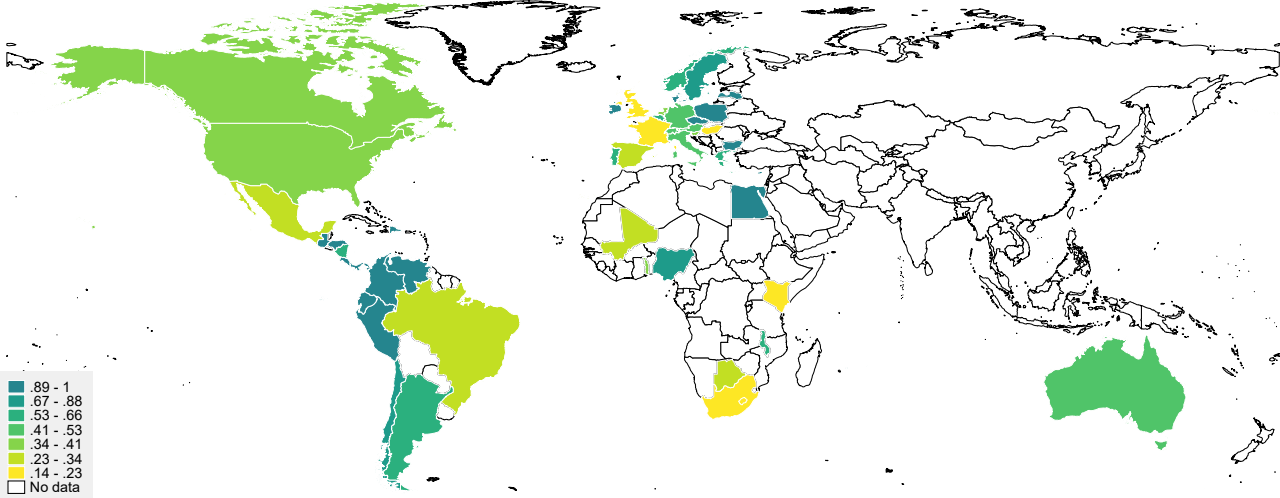 .89 - 1
.67 - .88
.53 - .66
.41 - .53
.34 - .41
.23 - .34
.14 - .23
No data